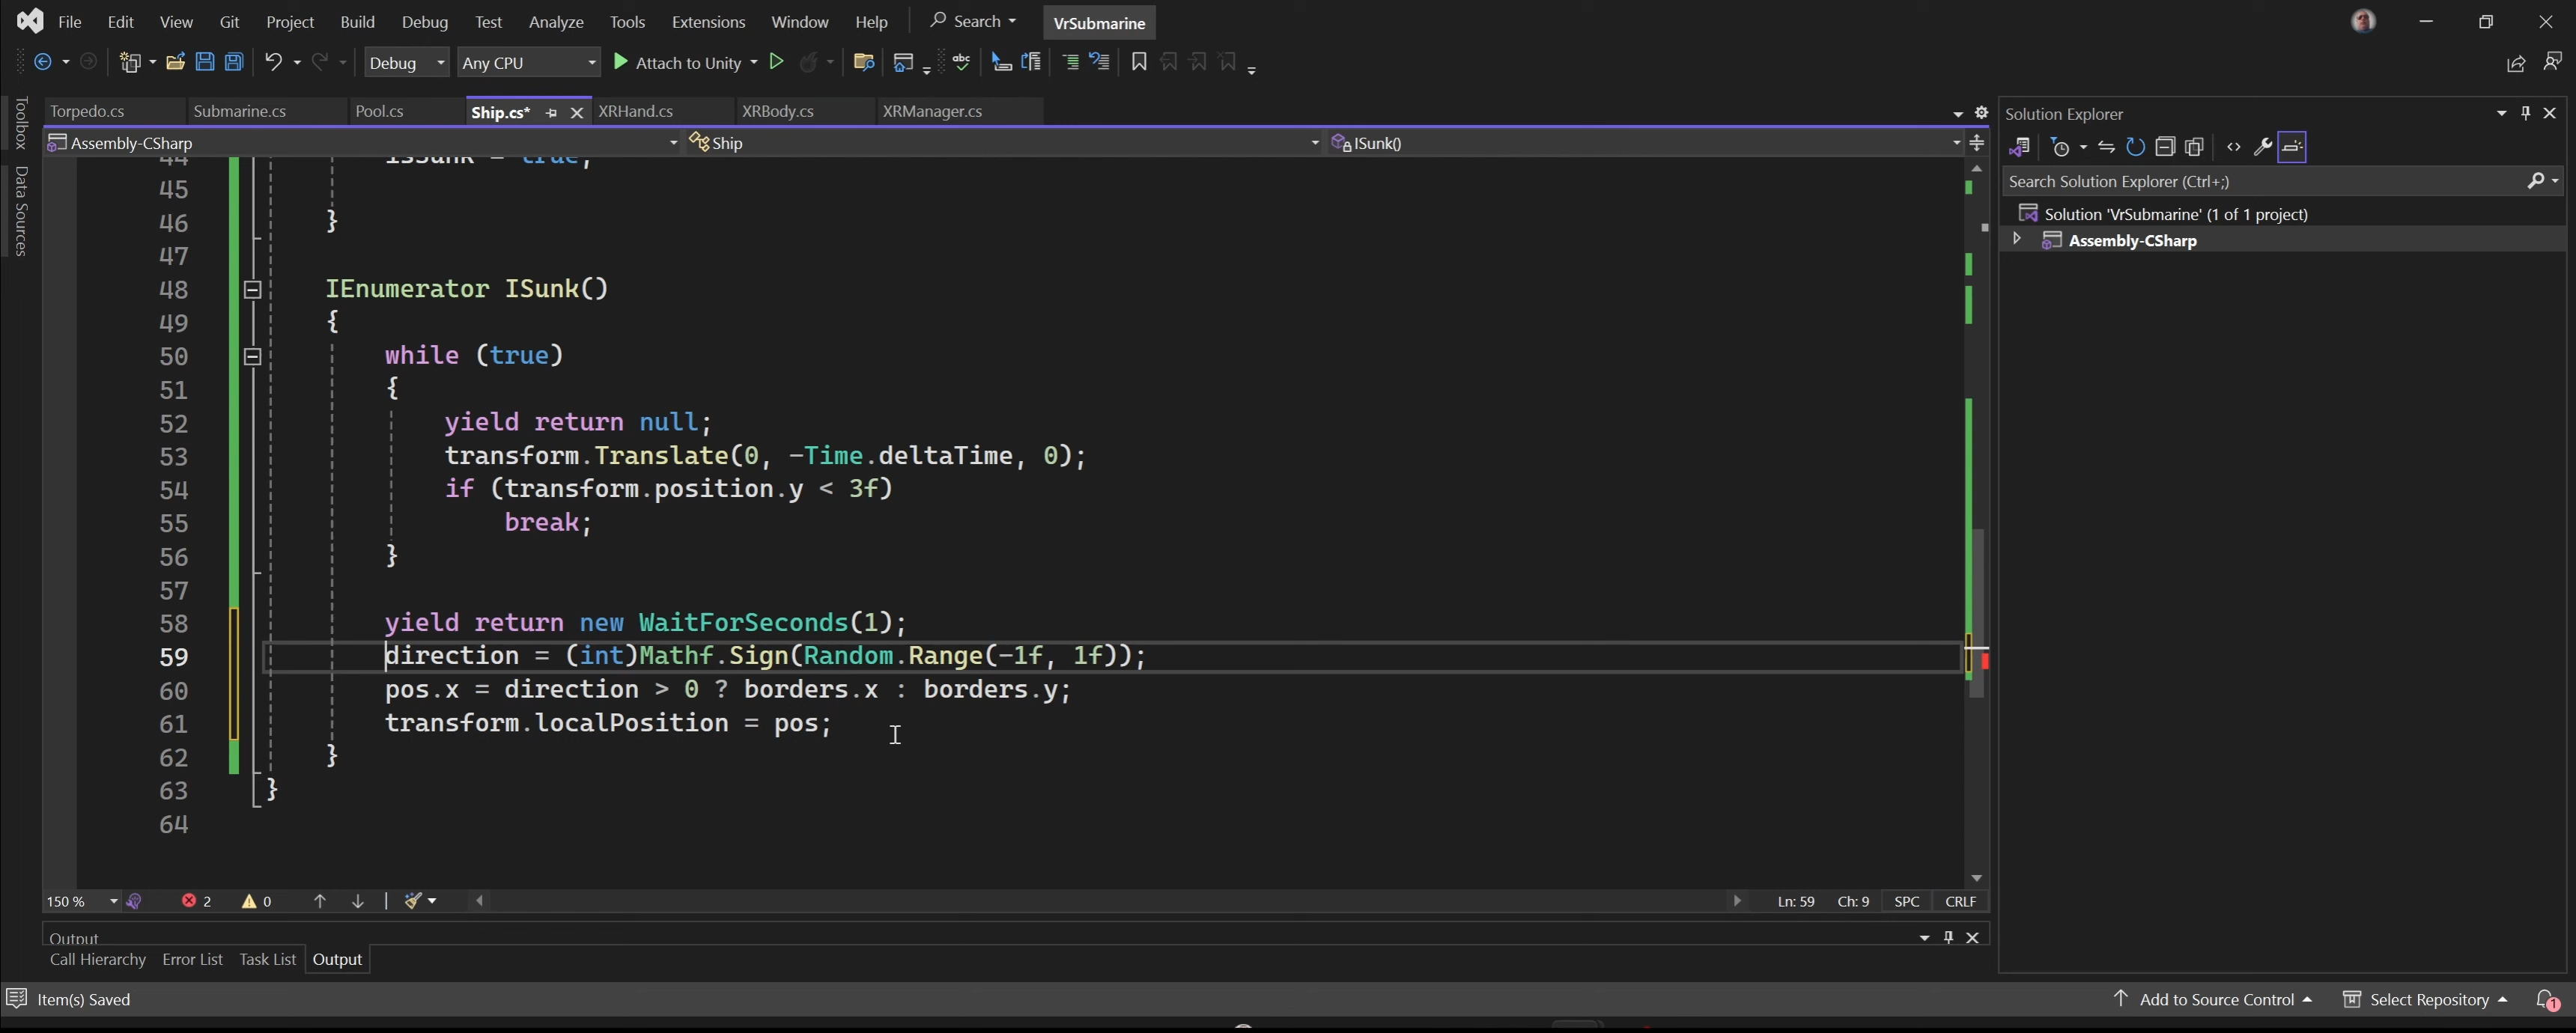 File Edit View Git Project Build Debug Test Analyze Tools Extensions Window Help Search VrSubmarine
Debug Any CPU Attach to Unity
Torpedo.cs Submarine.cs Pool.cs Ship.cs* XRHand.cs XRBody.cs XRManager.cs
Assembly-CSharp Ship ISunk()
Toolbox
Data Sources
44 isSunk = true;
45
46 }
47
48 IEnumerator ISunk()
49 {
50 while (true)
51 {
52 yield return null;
53 transform.Translate(0, -Time.deltaTime, 0);
54 if (transform.position.y < 3f)
55 break;
56 }
57
58 yield return new WaitForSeconds(1);
59 direction = (int)Mathf.Sign(Random.Range(-1f, 1f));
60 pos.x = direction > 0 ? borders.x : borders.y;
61 transform.localPosition = pos;
62 }
63 }
64
150 % 2 0 Ln: 59 Ch: 9 SPC CRLF
Output
Call Hierarchy Error List Task List Output
Solution Explorer
Search Solution Explorer (Ctrl+;)
Solution 'VrSubmarine' (1 of 1 project)
Assembly-CSharp
Item(s) Saved Add to Source Control Select Repository 1